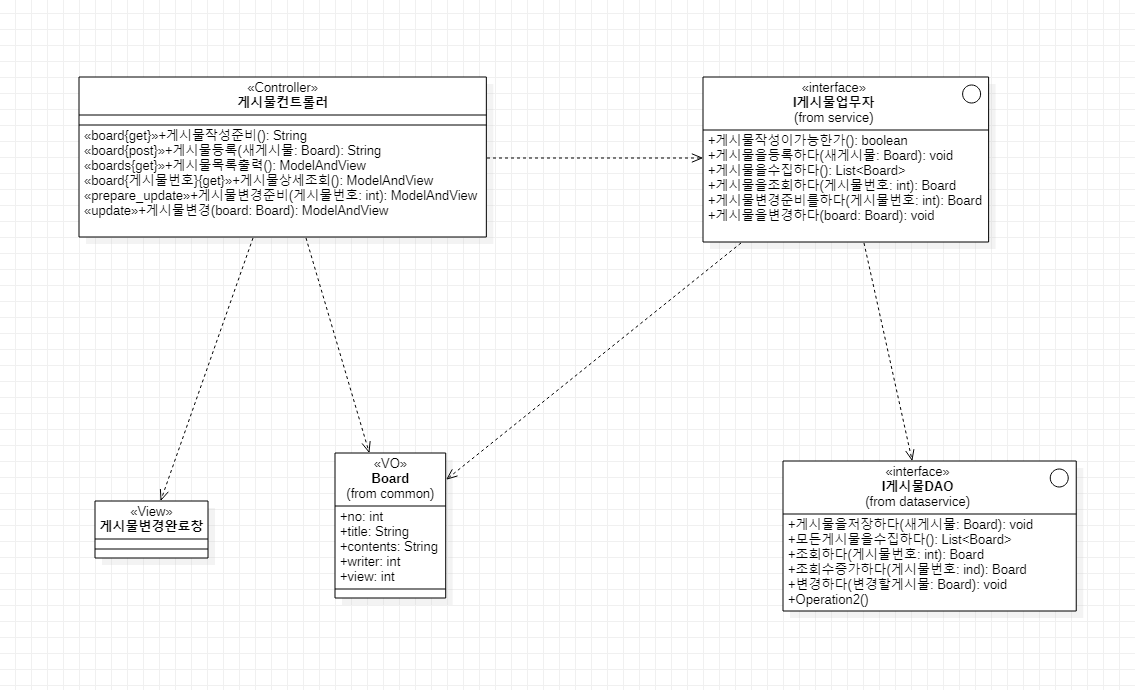 «Controller»
게시물컨트롤러
«board{get}»+게시물작성준비(): String
«board{post}»+게시물등록(새게시물: Board): String
«boards{get}»+게시물목록출력(): ModelAndView
«board{게시물번호}{get}»+게시물상세조회(): ModelAndView
«prepare_update»+게시물변경준비(게시물번호: int): ModelAndView
«update»+게시물변경(board: Board): ModelAndView
«interface»
I게시물업무자
(from service)
+게시물작성이가능한가(): boolean
+게시물을등록하다(새게시물: Board): void
+게시물을수집하다(): List<Board>
+게시물을조회하다(게시물번호: int): Board
+게시물변경준비를하다(게시물번호: int): Board
+게시물을변경하다(board: Board): void
«View»
게시물변경완료창
«VO»
Board
(from common)
+no: int
+title: String
+contents: String
+writer: int
+view: int
«interface»
I게시물DAO
(from dataservice)
+게시물을저장하다(새게시물: Board): void
+모든게시물을수집하다(): List<Board>
+조회하다(게시물번호: int): Board
+조회수증가하다(게시물번호: ind): Board
+변경하다(변경할게시물: Board): void
+Operation2()